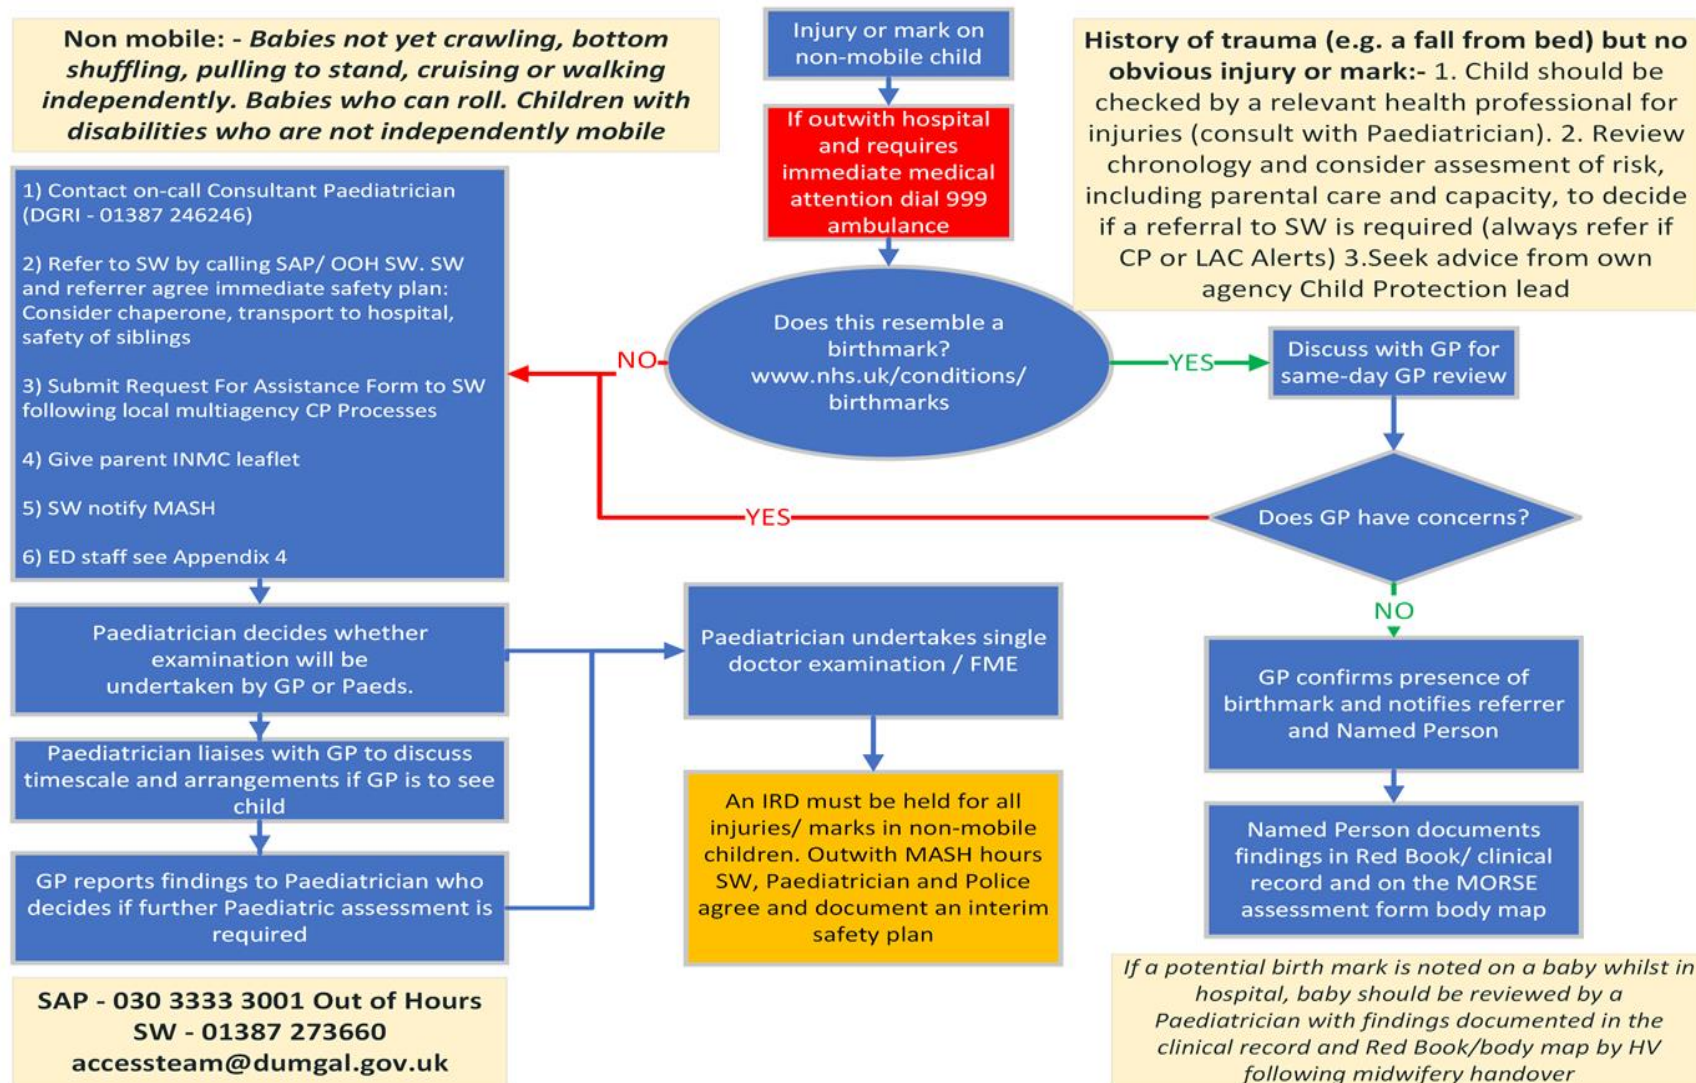 Non mobile: - Babies not yet crawling, bottom
shuffling, pulling to stand, cruising or walking
independently. Babies who can roll. Children with
disabilities who are not independently mobile
Injury or mark on
non-mobile child
If outwith hospital
and requires
immediate medical
attention dial 999
ambulance
History of trauma (e.g. a fall from bed) but no
obvious injury or mark:- 1. Child should be
checked by a relevant health professional for
injuries (consult with Paediatrician). 2. Review
chronology and consider assesment of risk,
including parental care and capacity, to decide
if a referral to SW is required (always refer if
CP or LAC Alerts) 3.Seek advice from own
agency Child Protection lead
Does this resemble a
birthmark?
www.nhs.uk/conditions/
birthmarks
NO
YES
Discuss with GP for
same-day GP review
Does GP have concerns?
YES
NO
1) Contact on-call Consultant Paediatrician
(DGRI - 01387 246246)
2) Refer to SW by calling SAP/ OOH SW. SW
and referrer agree immediate safety plan:
Consider chaperone, transport to hospital,
safety of siblings
3) Submit Request For Assistance Form to SW
following local multiagency CP Processes
4) Give parent INMC leaflet
5) SW notify MASH
6) ED staff see Appendix 4
Paediatrician decides whether
examination will be
undertaken by GP or Paeds.
Paediatrician liaises with GP to discuss
timescale and arrangements if GP is to see
child
GP reports findings to Paediatrician who
decides if further Paediatric assessment is
required
Paediatrician undertakes single
doctor examination / FME
An IRD must be held for all
injuries/ marks in non-mobile
children. Outwith MASH hours
SW, Paediatrician and Police
agree and document an interim
safety plan
GP confirms presence of
birthmark and notifies referrer
and Named Person
Named Person documents
findings in Red Book/ clinical
record and on the MORSE
assessment form body map
SAP - 030 3333 3001 Out of Hours
SW - 01387 273660
accessteam@dumgal.gov.uk
If a potential birth mark is noted on a baby whilst in
hospital, baby should be reviewed by a
Paediatrician with findings documented in the
clinical record and Red Book/body map by HV
following midwifery handover